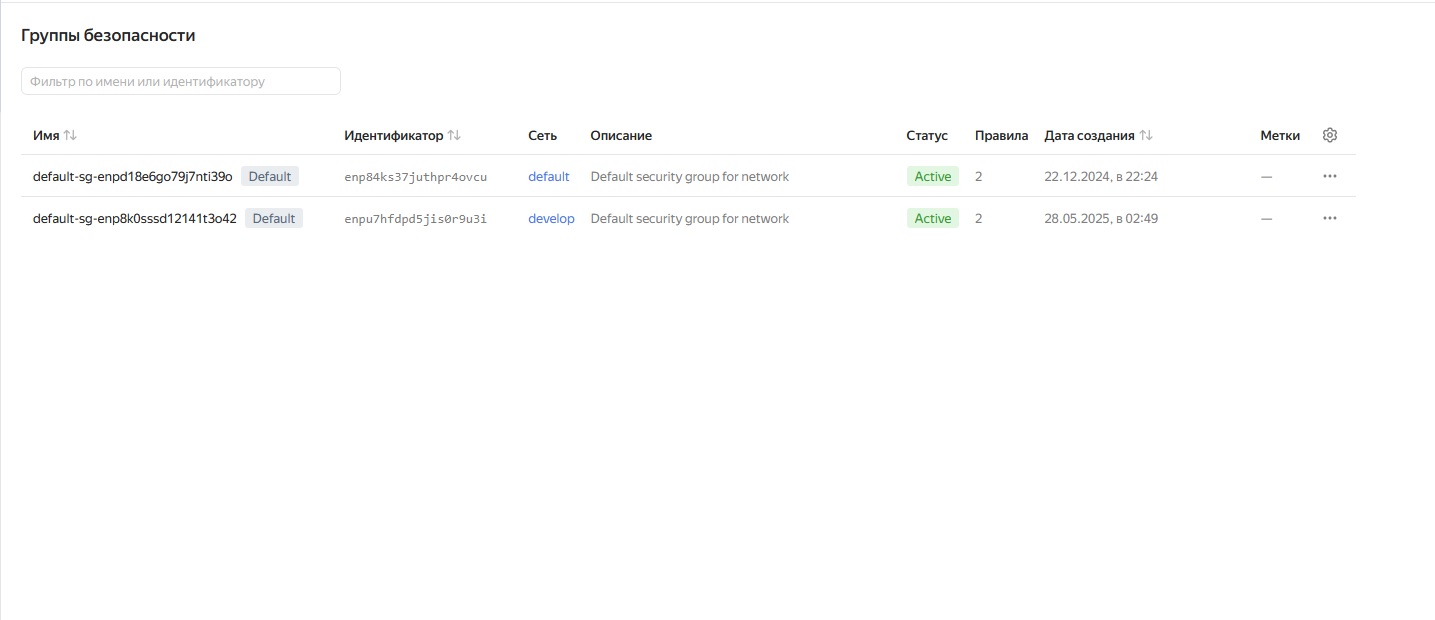 Группы безопасности
Фильтр по имени или идентификатору
Имя Идентификатор Сеть Описание Статус Правила Дата создания Метки
default-sg-enpd18e6go79j7nti39o Default enp84ks37juthpr4ovcu default Default security group for network Active 2 22.12.2024, в 22:24 —
default-sg-enp8k0sssd12141t3o42 Default enpu7hfdpd5jis0r9u3i develop Default security group for network Active 2 28.05.2025, в 02:49 —